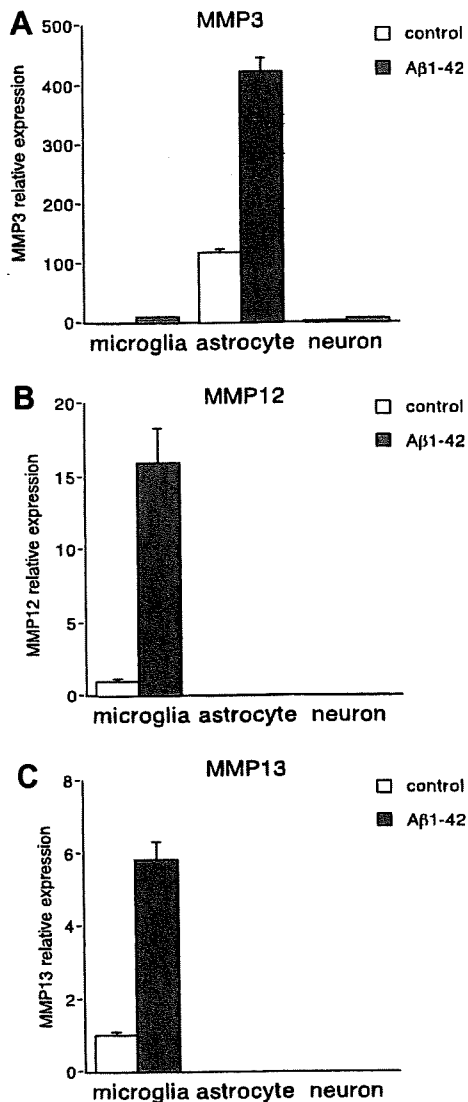 A
MMP3
control
Aβ1-42
MMP3 relative expression
500
400
300
200
100
0
microglia astrocyte neuron
B
MMP12
control
Aβ1-42
MMP12 relative expression
20
15
10
5
0
microglia astrocyte neuron
C
MMP13
control
Aβ1-42
MMP13 relative expression
8
6
4
2
0
microglia astrocyte neuron